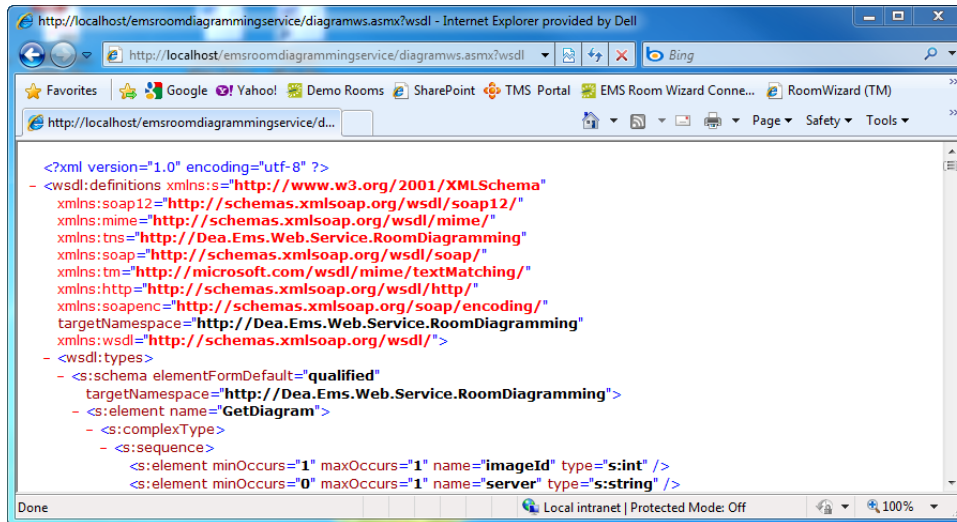 http://localhost/emsroomdiagrammingservice/diagramws.asmx?wsdl - Internet Explorer provided by Dell
http://localhost/emsroomdiagrammingservice/diagramws.asmx?wsdl Bing
Favorites Google Yahoo! Demo Rooms SharePoint TMS Portal EMS Room Wizard Conne... RoomWizard (TM) »
http://localhost/emsroomdiagrammingservice/d... Page Safety Tools »
<?xml version="1.0" encoding="utf-8" ?>
- <wsdl:definitions xmlns:s="http://www.w3.org/2001/XMLSchema"
xmlns:soap12="http://schemas.xmlsoap.org/wsdl/soap12/"
xmlns:mime="http://schemas.xmlsoap.org/wsdl/mime/"
xmlns:tns="http://Dea.Ems.Web.Service.RoomDiagramming"
xmlns:soap="http://schemas.xmlsoap.org/wsdl/soap/"
xmlns:tm="http://microsoft.com/wsdl/mime/textMatching/"
xmlns:http="http://schemas.xmlsoap.org/wsdl/http/"
xmlns:soapenc="http://schemas.xmlsoap.org/soap/encoding/"
targetNamespace="http://Dea.Ems.Web.Service.RoomDiagramming"
xmlns:wsdl="http://schemas.xmlsoap.org/wsdl/">
- <wsdl:types>
- <s:schema elementFormDefault="qualified"
targetNamespace="http://Dea.Ems.Web.Service.RoomDiagramming">
- <s:element name="GetDiagram">
- <s:complexType>
- <s:sequence>
<s:element minOccurs="1" maxOccurs="1" name="imageId" type="s:int" />
<s:element minOccurs="0" maxOccurs="1" name="server" type="s:string" />
Done Local intranet | Protected Mode: Off 100%